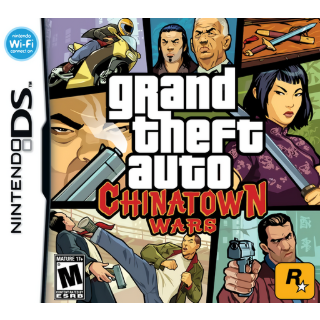 Nintendo
Wi-Fi
connection
NINTENDO DS
grand
theft
auto
CHINATOWN
WARS
MATURE 17+
M
ESRB
R